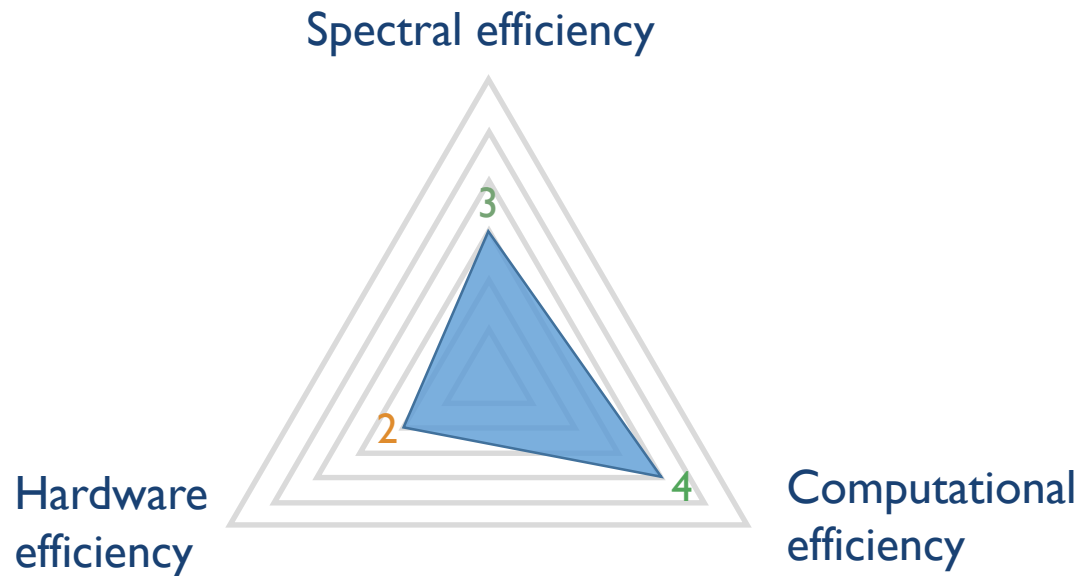 Spectral efficiency
3
2
4
Hardware
efficiency
Computational
efficiency